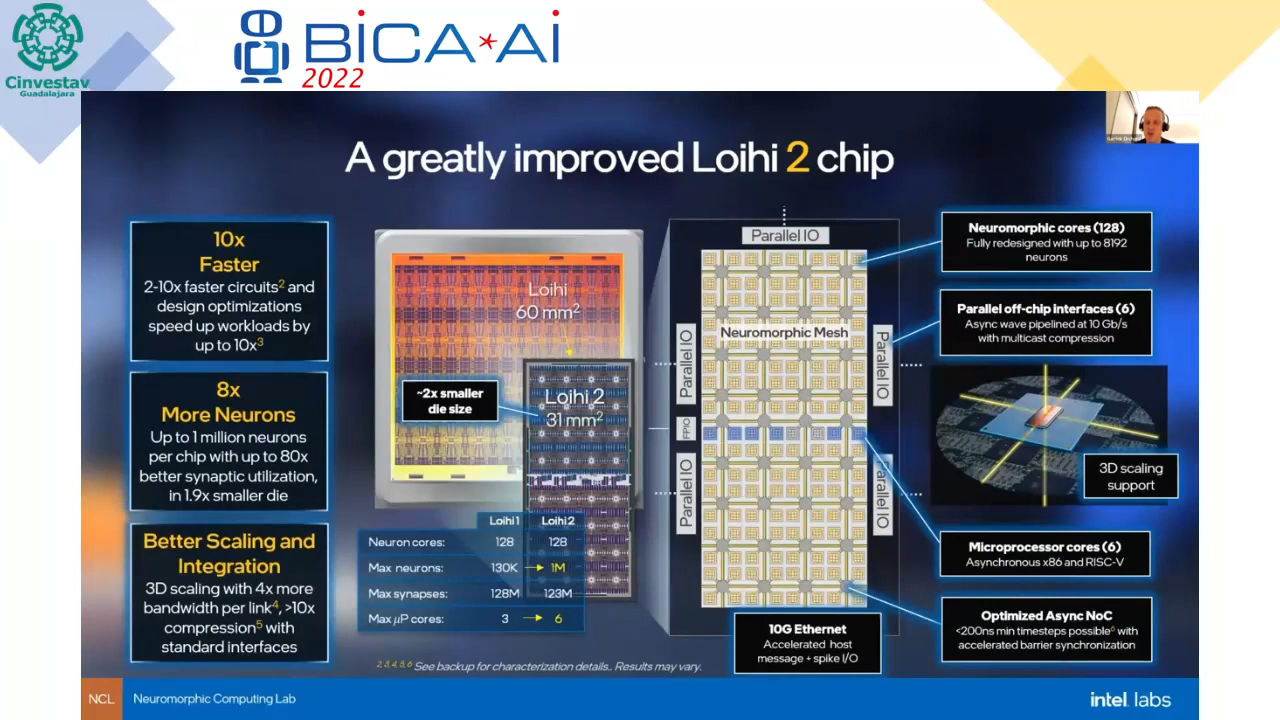 Cinvestav
Guadalajara
BiCA*Ai
2022
A greatly improved Loihi 2 chip
10x
Faster
2-10x faster circuits2 and
design optimizations
speed up workloads by
up to 10x3
8x
More Neurons
Up to 1 million neurons
per chip with up to 80x
better synaptic utilization,
in 1.9x smaller die
Better Scaling and
Integration
3D scaling with 4x more
bandwidth per link4, >10x
compression5 with
standard interfaces
Loihi
60 mm2
~2x smaller
die size
Loihi 2
31 mm2
Loihi 1 Loihi 2
Neuron cores: 128 128
Max neurons: 130K → 1M
Max synapses: 128M 123M
Max µP cores: 3 → 6
2, 3, 4, 5, 6 See backup for characterization details.. Results may vary.
Parallel IO
Neuromorphic Mesh
Parallel IO
Parallel IO
FPIO
Parallel IO
Parallel IO
10G Ethernet
Accelerated host
message + spike I/O
Neuromorphic cores (128)
Fully redesigned with up to 8192
neurons
Parallel off-chip interfaces (6)
Async wave pipelined at 10 Gb/s
with multicast compression
3D scaling
support
Microprocessor cores (6)
Asynchronous x86 and RISC-V
Optimized Async NoC
<200ns min timesteps possible6 with
accelerated barrier synchronization
NCL Neuromorphic Computing Lab
intel. labs